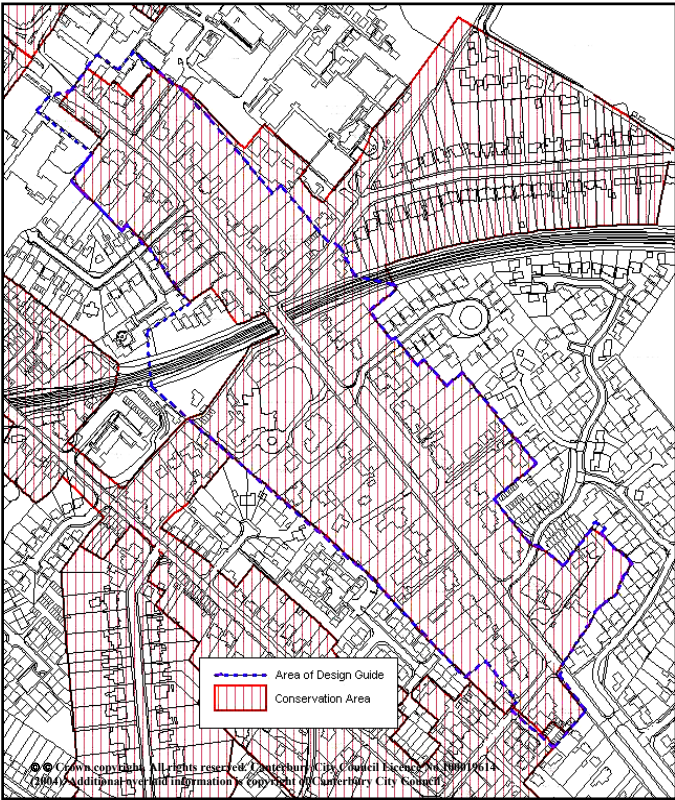 Area of Design Guide
Conservation Area
© © Crown copyright. All rights reserved. Canterbury City Council Licence No. 100019614
(2004). Additional overlaid information is copyright of Canterbury City Council